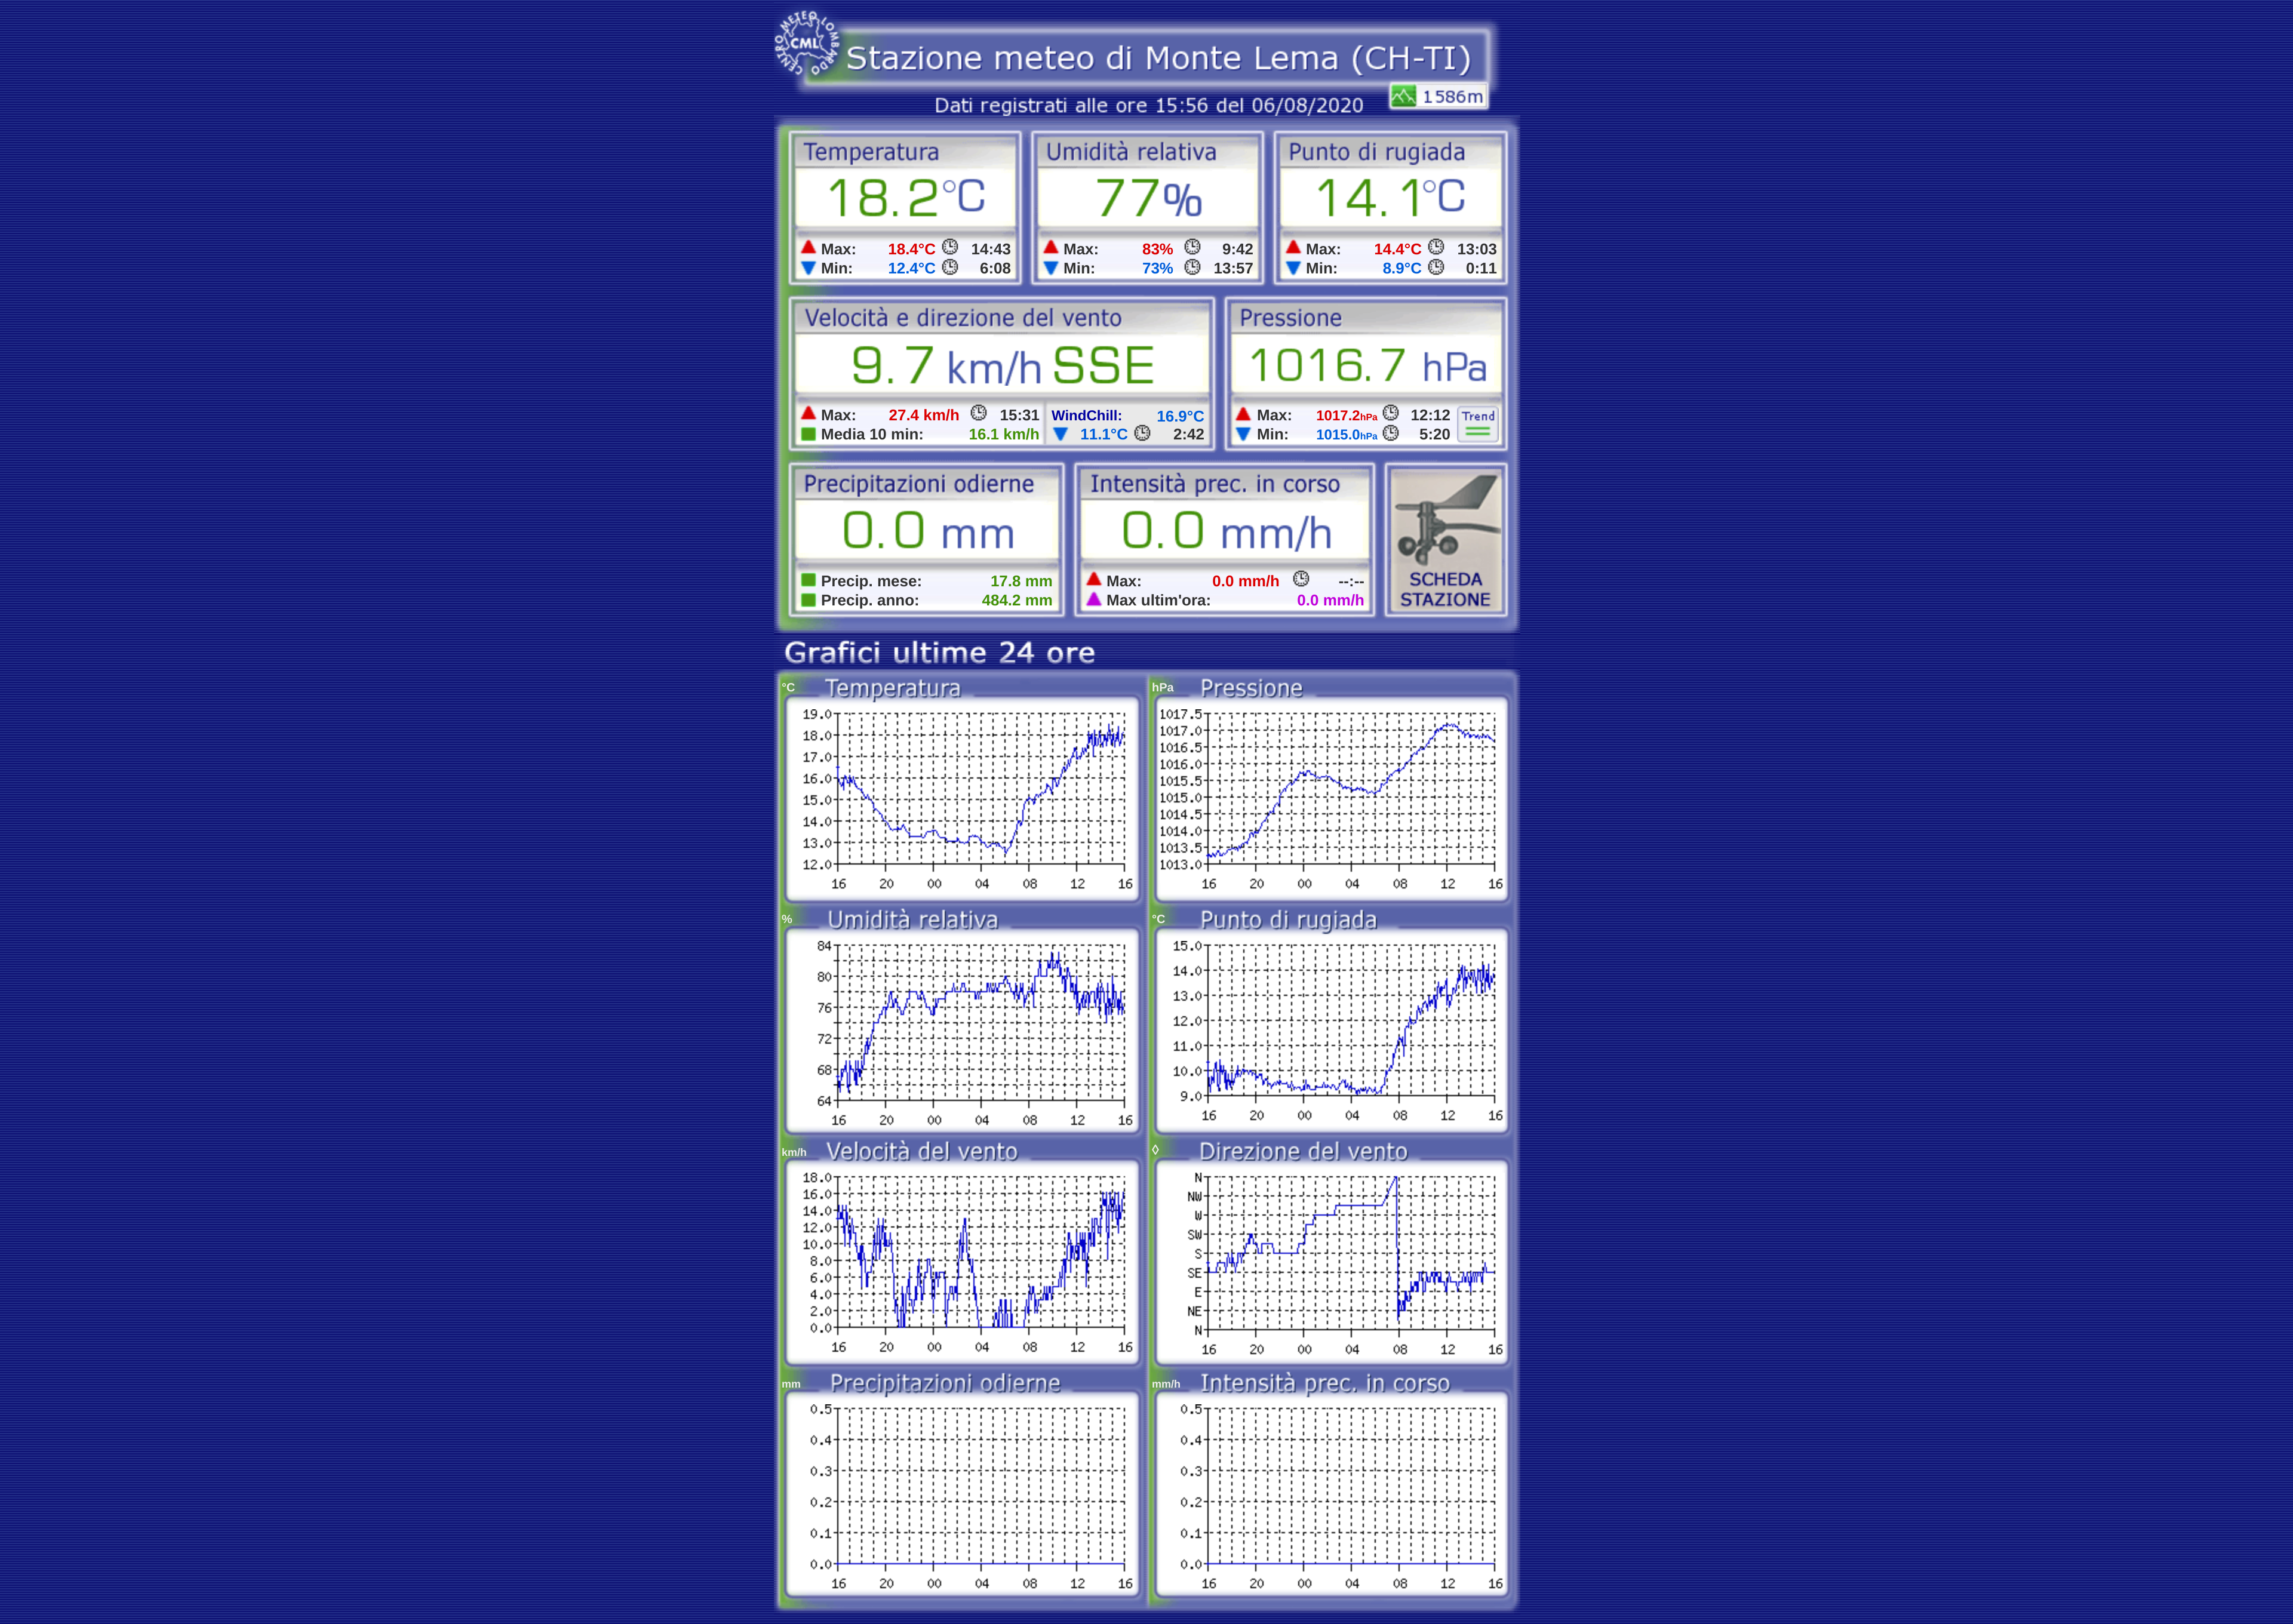 CENTRO METEO LOMBARDO
CML
Stazione meteo di Monte Lema (CH-TI)
Dati registrati alle ore 15:56 del 06/08/2020
1586m
Temperatura
18.2°C
Max: 18.4°C 14:43
Min: 12.4°C 6:08
Umidità relativa
77%
Max: 83% 9:42
Min: 73% 13:57
Punto di rugiada
14.1°C
Max: 14.4°C 13:03
Min: 8.9°C 0:11
Velocità e direzione del vento
9.7 km/h SSE
Max: 27.4 km/h 15:31
Media 10 min: 16.1 km/h
WindChill: 16.9°C
11.1°C 2:42
Pressione
1016.7 hPa
Max: 1017.2hPa 12:12
Min: 1015.0hPa 5:20
Trend
Precipitazioni odierne
0.0 mm
Precip. mese: 17.8 mm
Precip. anno: 484.2 mm
Intensità prec. in corso
0.0 mm/h
Max: 0.0 mm/h --:--
Max ultim'ora: 0.0 mm/h
SCHEDA
STAZIONE
Grafici ultime 24 ore
°C Temperatura
19.0
18.0
17.0
16.0
15.0
14.0
13.0
12.0
16 20 00 04 08 12 16
hPa Pressione
1017.5
1017.0
1016.5
1016.0
1015.5
1015.0
1014.5
1014.0
1013.5
1013.0
16 20 00 04 08 12 16
% Umidità relativa
84
80
76
72
68
64
16 20 00 04 08 12 16
°C Punto di rugiada
15.0
14.0
13.0
12.0
11.0
10.0
9.0
16 20 00 04 08 12 16
km/h Velocità del vento
18.0
16.0
14.0
12.0
10.0
8.0
6.0
4.0
2.0
0.0
16 20 00 04 08 12 16
◊ Direzione del vento
N
NW
W
SW
S
SE
E
NE
N
16 20 00 04 08 12 16
mm Precipitazioni odierne
0.5
0.4
0.3
0.2
0.1
0.0
16 20 00 04 08 12 16
mm/h Intensità prec. in corso
0.5
0.4
0.3
0.2
0.1
0.0
16 20 00 04 08 12 16